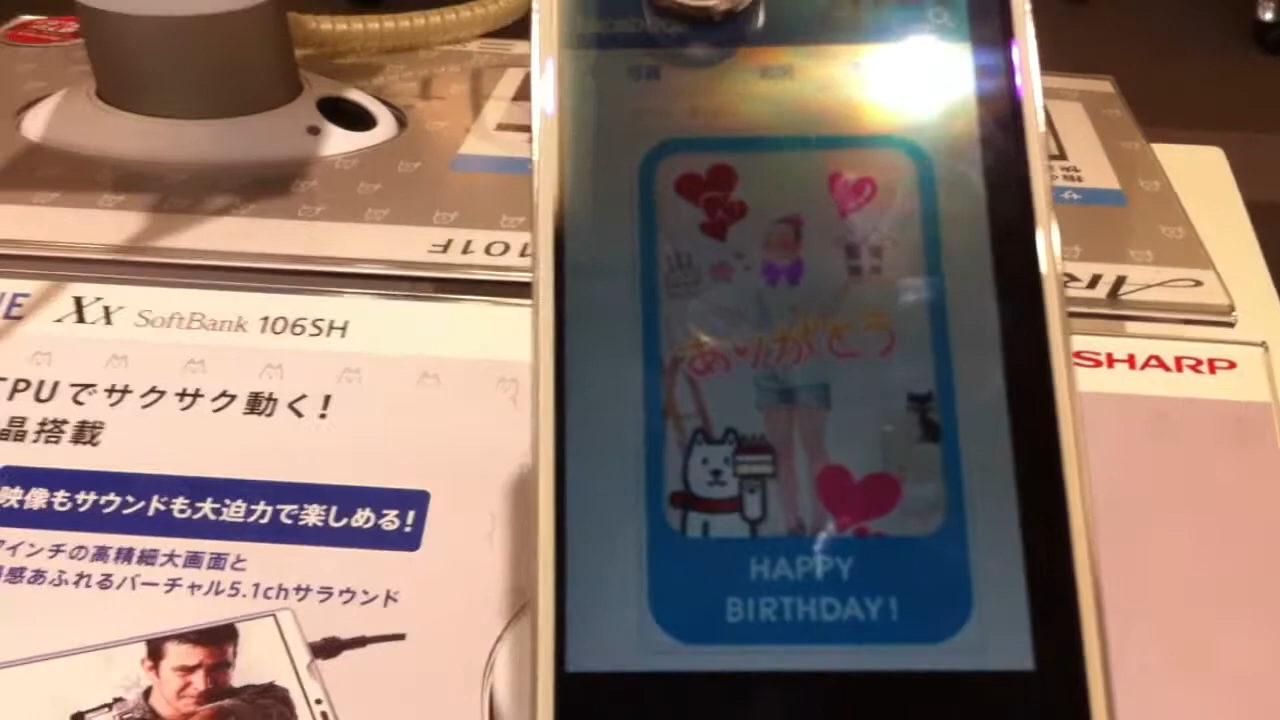 101F
Xx SoftBank 106SH
CPUでサクサク動く!
晶搭載
映像もサウンドも大迫力で楽しめる!
インチの高精細大画面と
感あふれるバーチャル5.1chサラウンド
ありがとう
HAPPY
BIRTHDAY!
SHARP